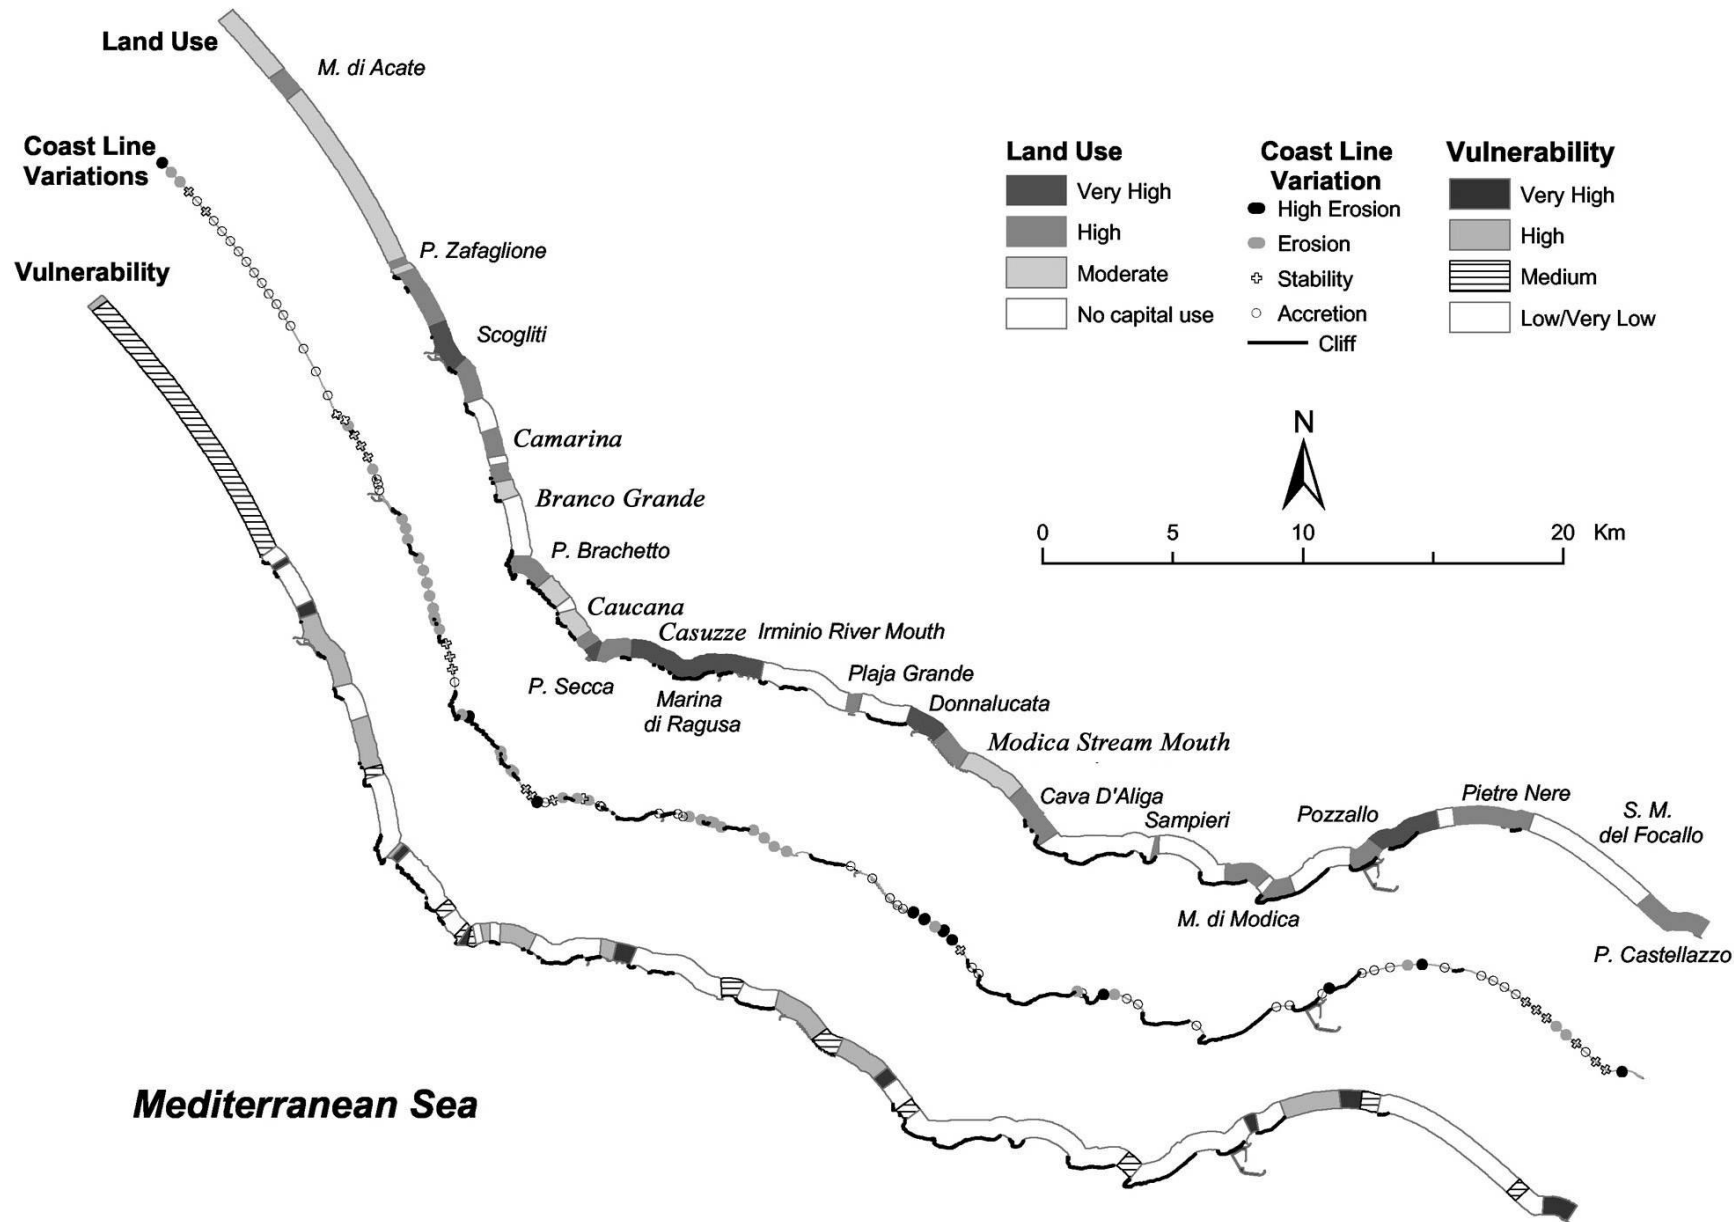 Land Use
M. di Acate
Coast Line
Variations
P. Zafaglione
Vulnerability
Scogliti
Camarina
Branco Grande
P. Brachetto
Caucana
Casuzze
Irminio River Mouth
P. Secca
Marina
di Ragusa
Plaja Grande
Donnalucata
Modica Stream Mouth
Cava D'Aliga
Sampieri
M. di Modica
Pozzallo
Pietre Nere
S. M.
del Focallo
P. Castellazzo
Land Use
Very High
High
Moderate
No capital use
Coast Line
Variation
High Erosion
Erosion
Stability
Accretion
Cliff
Vulnerability
Very High
High
Medium
Low/Very Low
N
0 5 10 20 Km
Mediterranean Sea